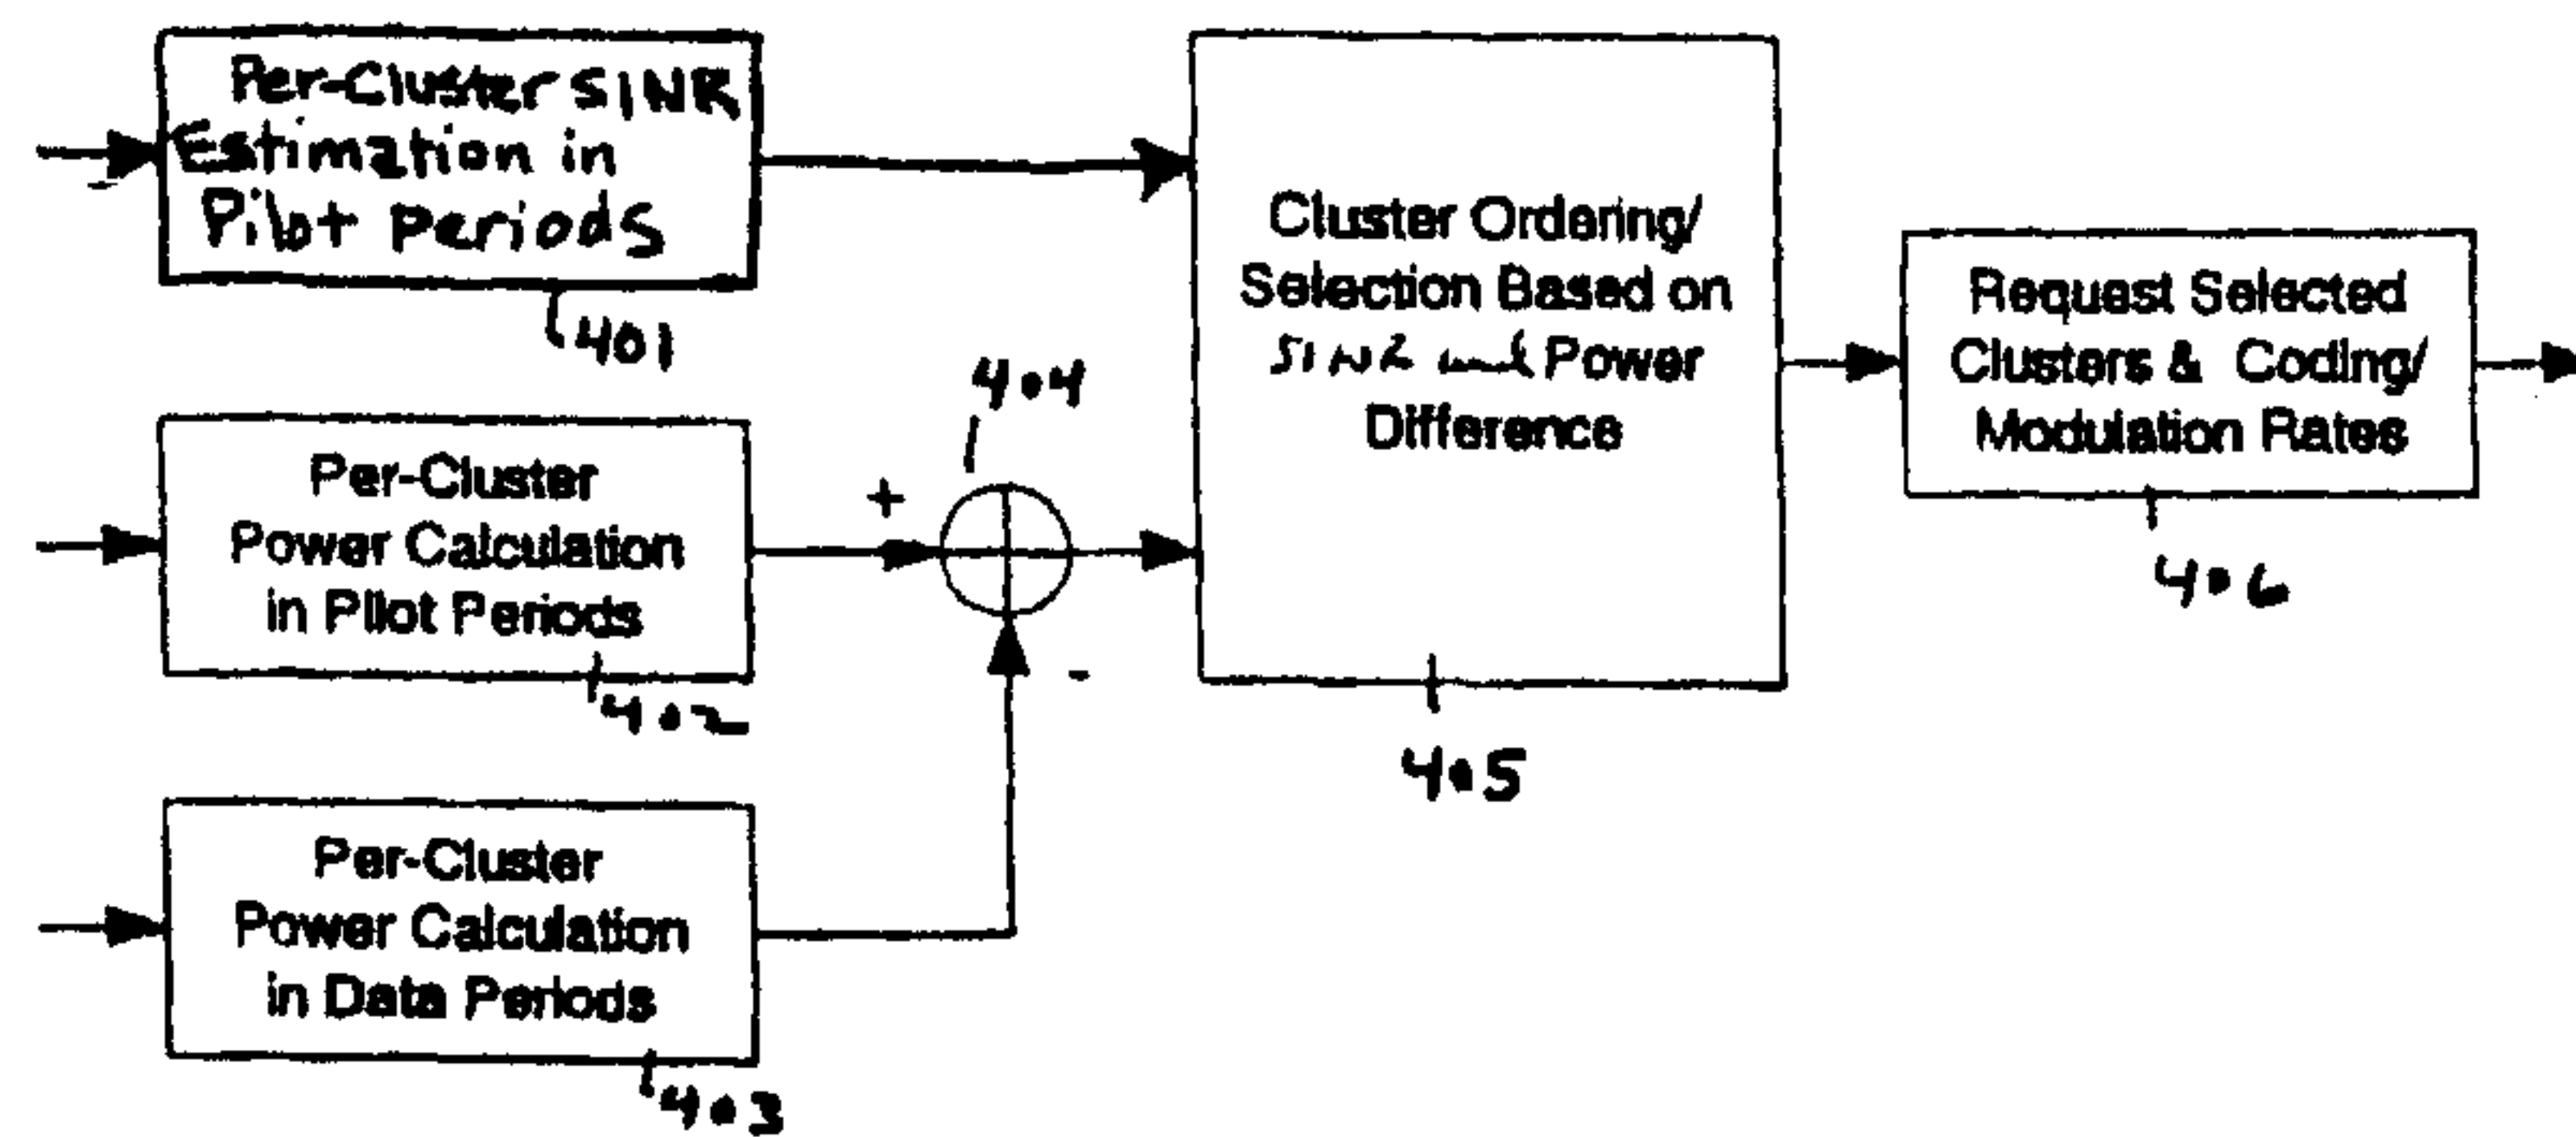 Per-Cluster SINR
Estimation in
Pilot Periods
401
Per-Cluster
Power Calculation
in Pilot Periods
402
Per-Cluster
Power Calculation
in Data Periods
403
+
404
-
Cluster Ordering/
Selection Based on
SINR and Power
Difference
405
Request Selected
Clusters & Coding/
Modulation Rates
406